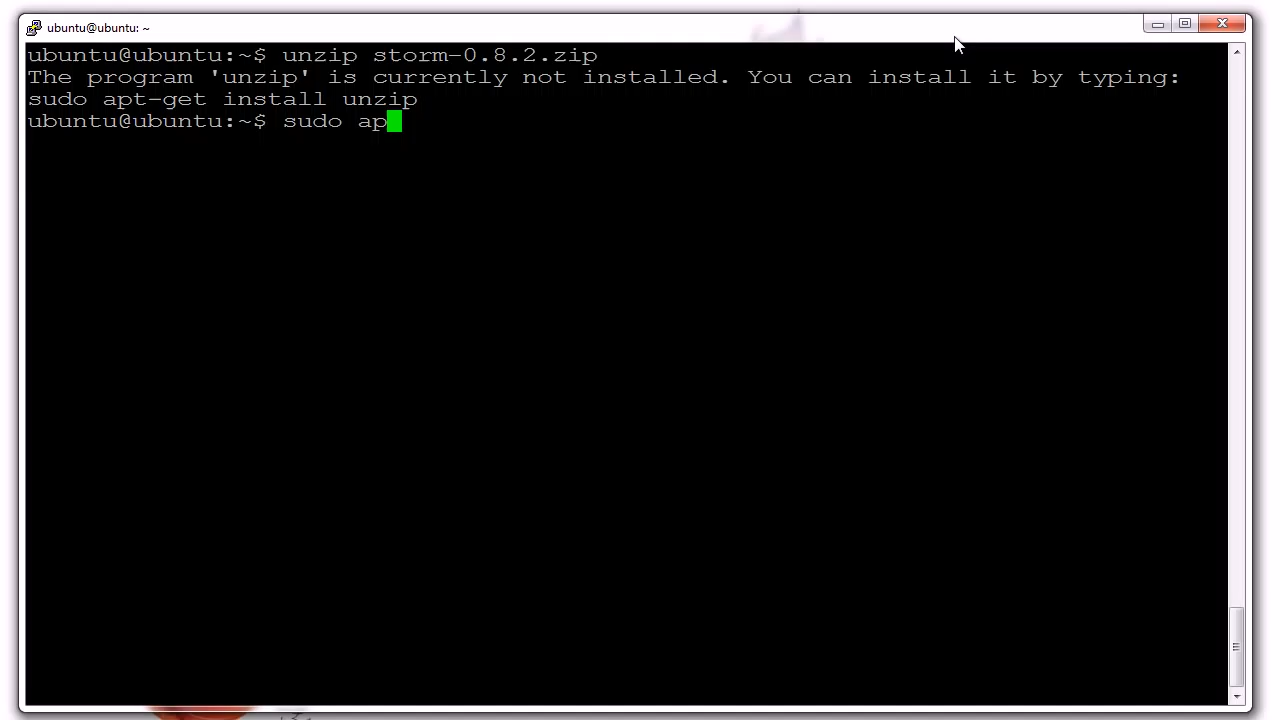 ubuntu@ubuntu: ~
ubuntu@ubuntu:~$ unzip storm-0.8.2.zip
The program 'unzip' is currently not installed. You can install it by typing:
sudo apt-get install unzip
ubuntu@ubuntu:~$ sudo ap